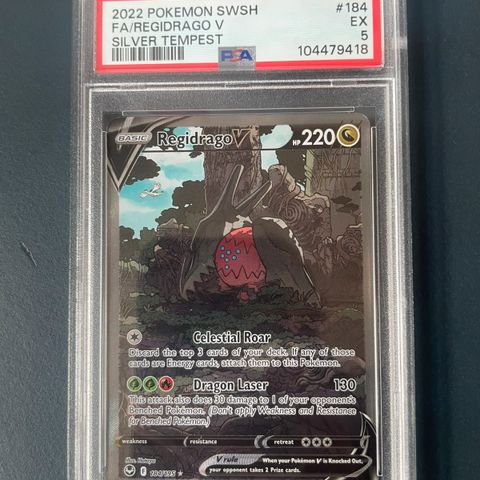 2022 POKEMON SWSH #184
FA/REGIDRAGO V EX
SILVER TEMPEST 5
PSA 104479418
BASIC Regidrago V HP 220
Celestial Roar
Discard the top 3 cards of your deck. If any of those
cards are Energy cards, attach them to this Pokémon.
Dragon Laser 130
This attack also does 30 damage to 1 of your opponent's
Benched Pokémon. (Don't apply Weakness and Resistance
for Benched Pokémon.)
weakness resistance retreat
V rule When your Pokémon V is Knocked Out,
your opponent takes 2 Prize cards.
Illus.
184/195